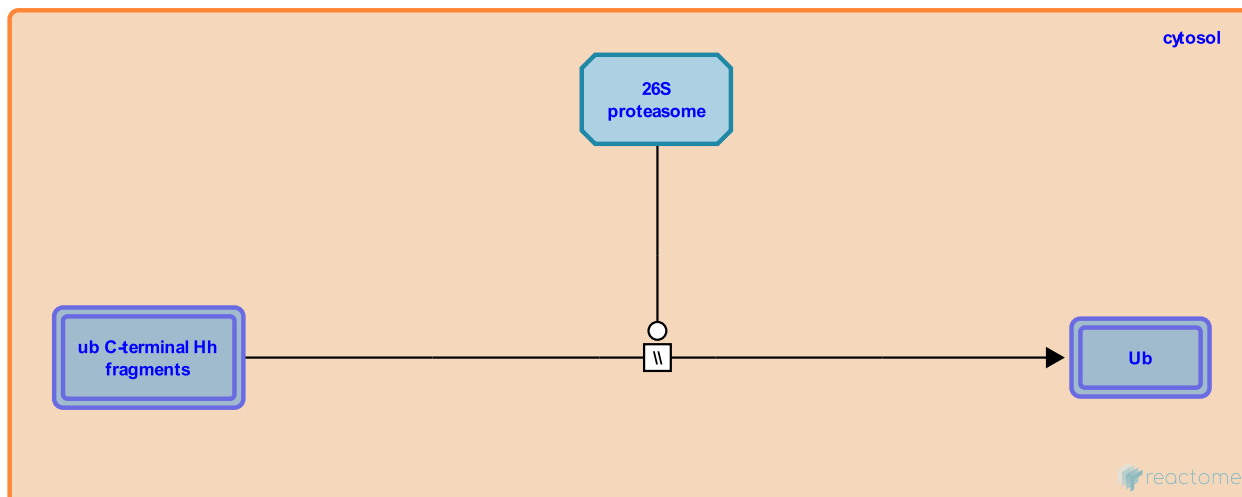 cytosol
26S
proteasome
ub C-terminal Hh
fragments
\\
Ub
reactome